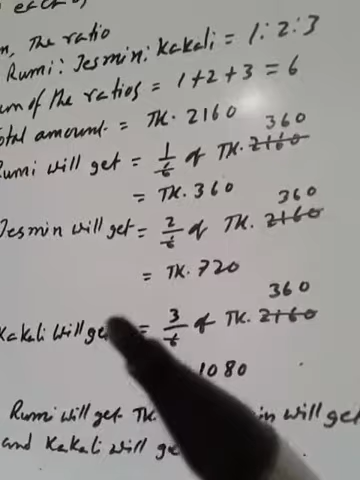 each
n, The ratio
Rumi : Jesmin : Kakali = 1 : 2 : 3
um of the ratios = 1 + 2 + 3 = 6
otal amount = TK. 2160
360
Rumi will get = 1/6 of TK. 2160
= TK. 360
360
Jesmin will get = 2/6 of TK. 2160
= TK. 720
360
Kakali will ge = 3/6 of TK. 2160
1080
Rumi will get TK. in will get
and Kakali will ge